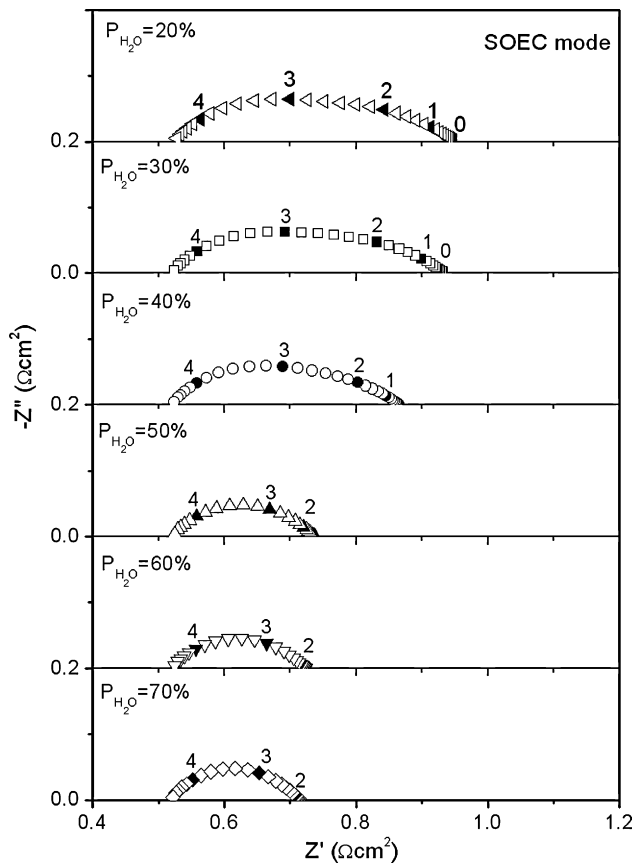 P_H₂O=20%
SOEC mode
4 3 2 1 0
0.2
P_H₂O=30%
4 3 2 1 0
0.0
P_H₂O=40%
4 3 2 1
0.2
P_H₂O=50%
4 3 2
0.0
P_H₂O=60%
4 3 2
0.2
P_H₂O=70%
4 3 2
0.0
-Z'' (Ωcm²)
0.4 0.6 0.8 1.0 1.2
Z' (Ωcm²)